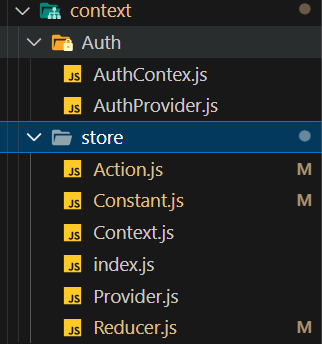 context
Auth
JS AuthContex.js
JS AuthProvider.js
store
JS Action.js M
JS Constant.js M
JS Context.js
JS index.js
JS Provider.js
JS Reducer.js M